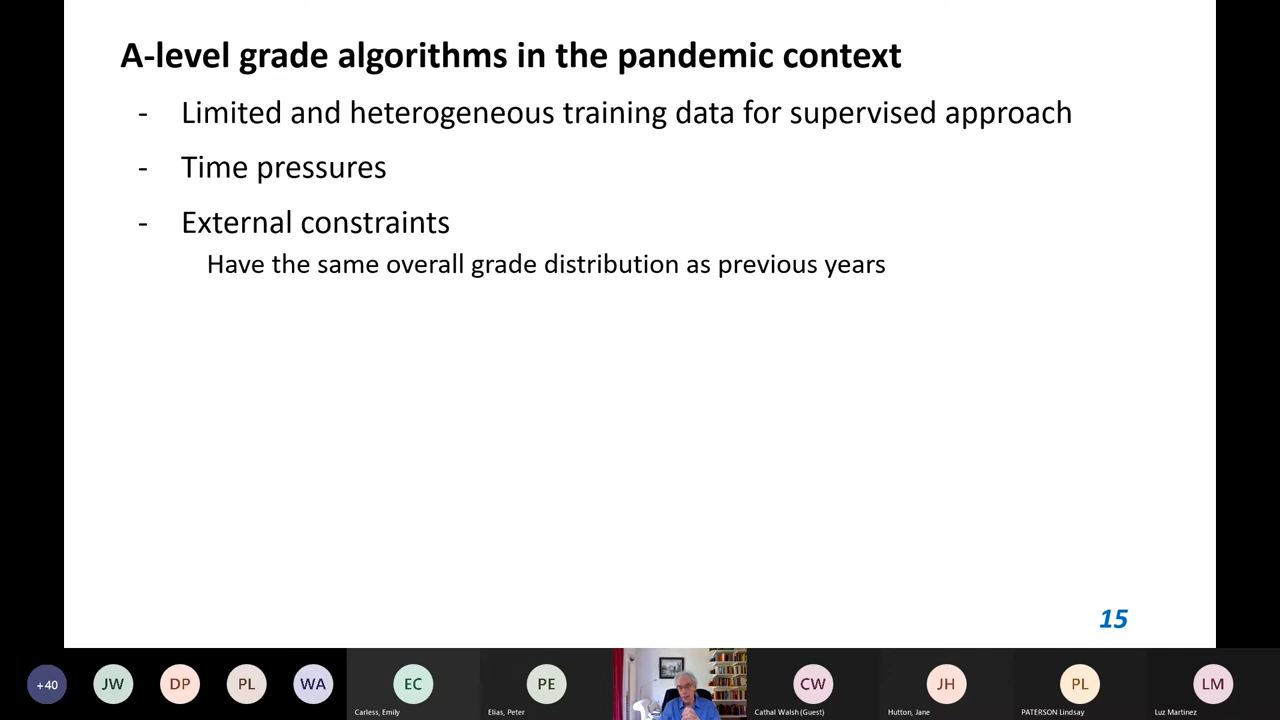 A-level grade algorithms in the pandemic context
- Limited and heterogeneous training data for supervised approach
- Time pressures
- External constraints
Have the same overall grade distribution as previous years
15
+40
JW
DP
PL
WA
EC
Carless, Emily
PE
Elias, Peter
CW
Cathal Walsh (Guest)
JH
Hutton, Jane
PL
PATERSON Lindsay
LM
Luz Martinez